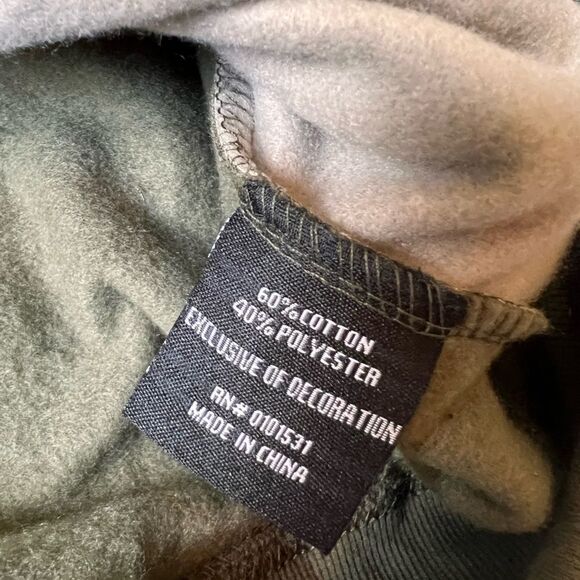 60% COTTON
40% POLYESTER
EXCLUSIVE OF DECORATION
RN# 0101531
MADE IN CHINA